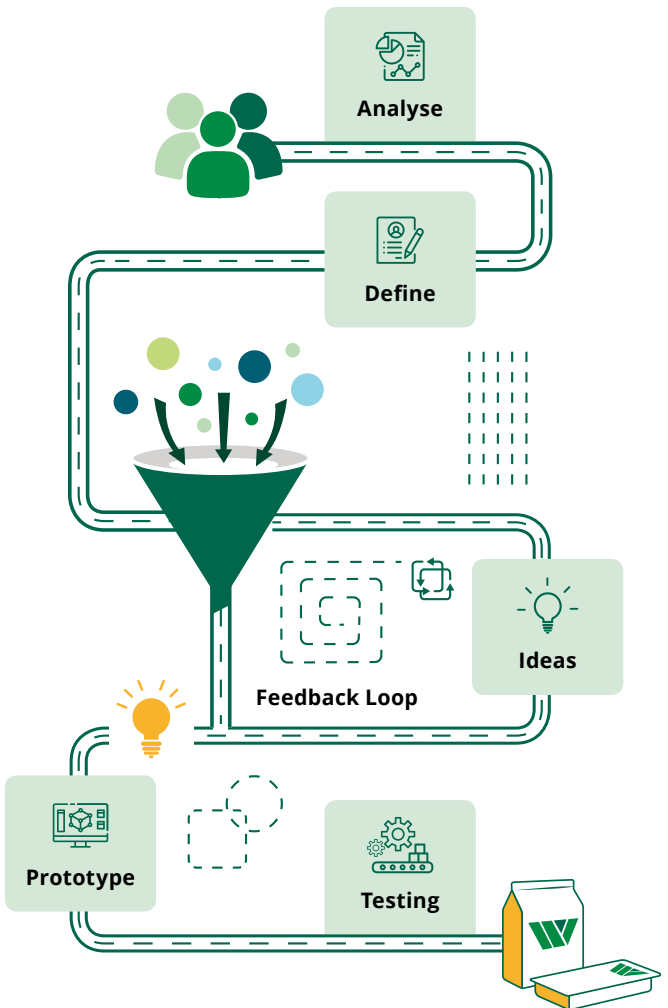 Analyse
Define
Ideas
Feedback Loop
Prototype
Testing